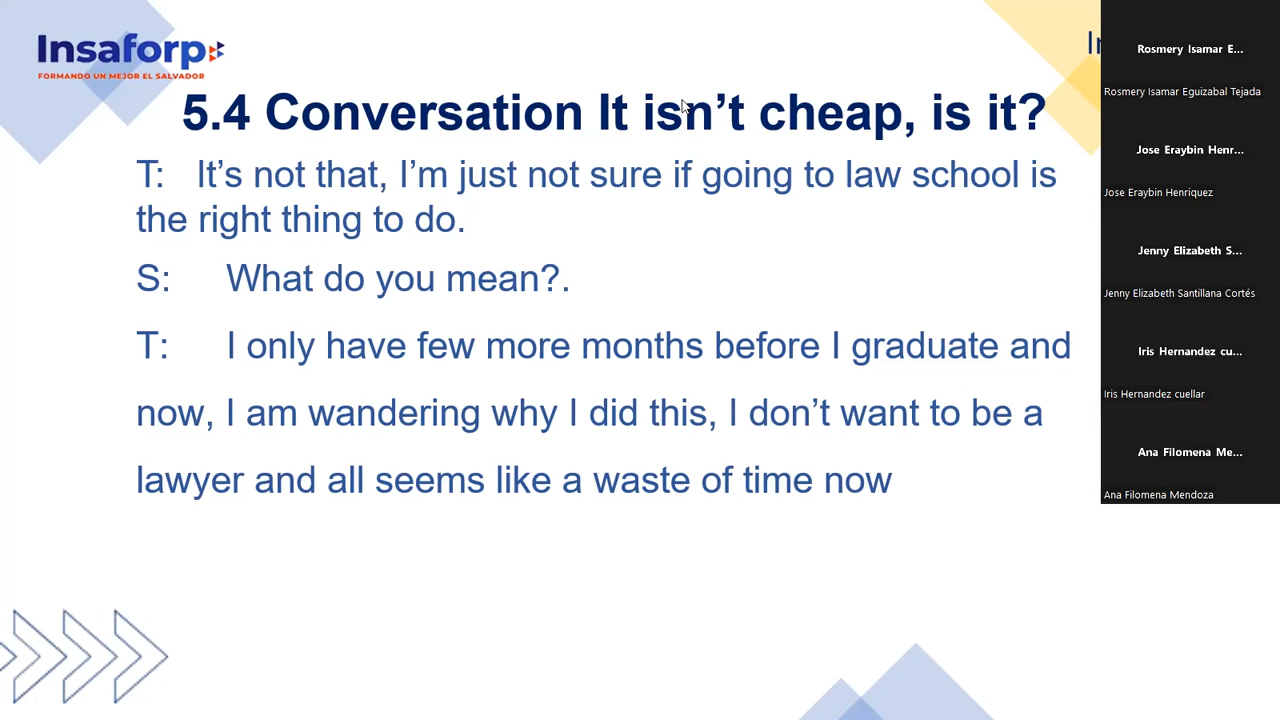 Insaforp
FORMANDO UN MEJOR EL SALVADOR
5.4 Conversation It isn't cheap, is it?
T: It's not that, I'm just not sure if going to law school is
the right thing to do.
S: What do you mean?.
T: I only have few more months before I graduate and
now, I am wandering why I did this, I don't want to be a
lawyer and all seems like a waste of time now
Rosmery Isamar E...
Rosmery Isamar Eguizabal Tejada
Jose Eraybin Henr...
Jose Eraybin Henriquez
Jenny Elizabeth S...
Jenny Elizabeth Santillana Cortés
Iris Hernandez cu...
Iris Hernandez cuellar
Ana Filomena Me...
Ana Filomena Mendoza